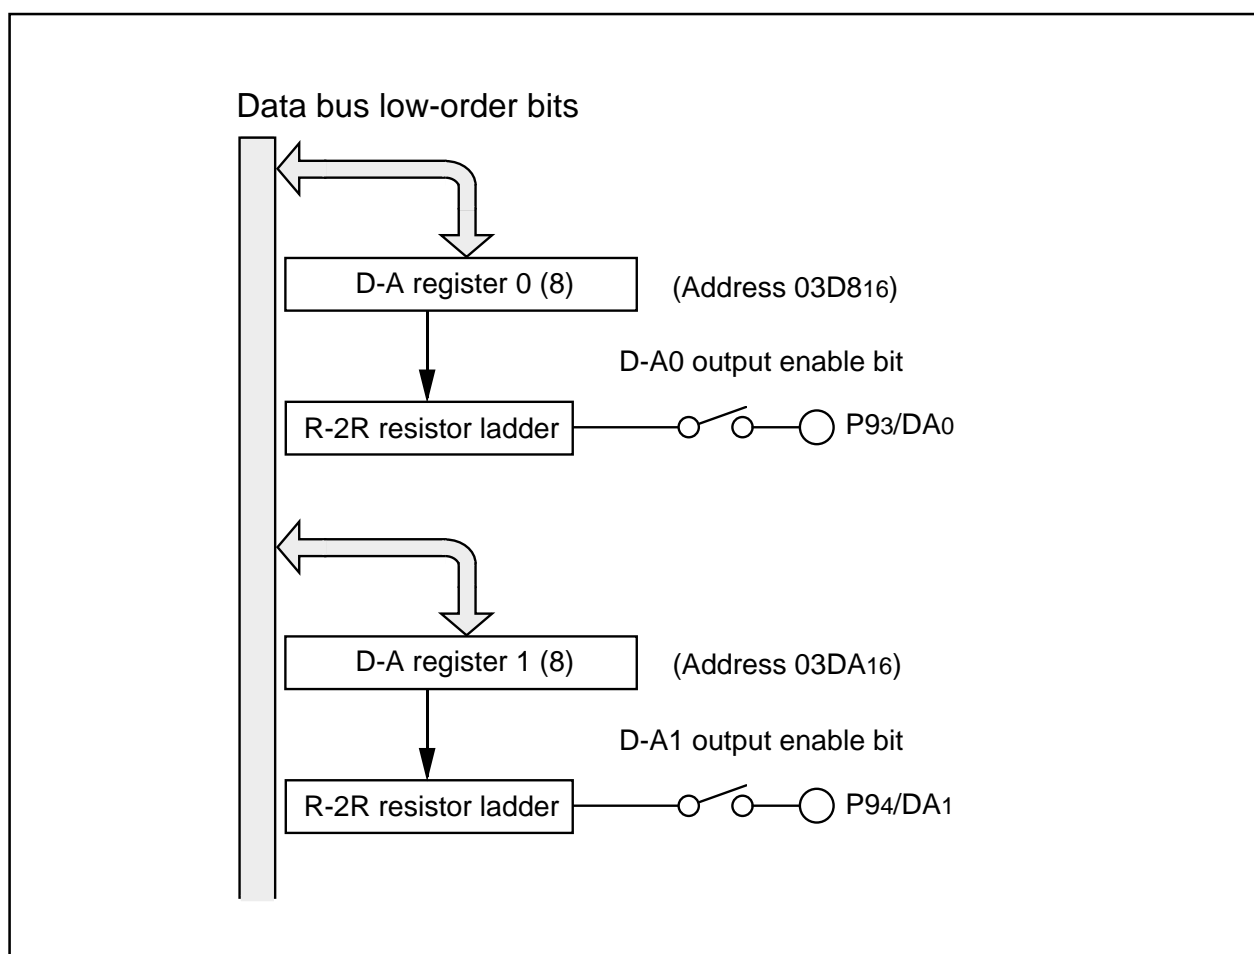 Data bus low-order bits
D-A register 0 (8)
(Address 03D816)
D-A0 output enable bit
R-2R resistor ladder
P93/DA0
D-A register 1 (8)
(Address 03DA16)
D-A1 output enable bit
R-2R resistor ladder
P94/DA1